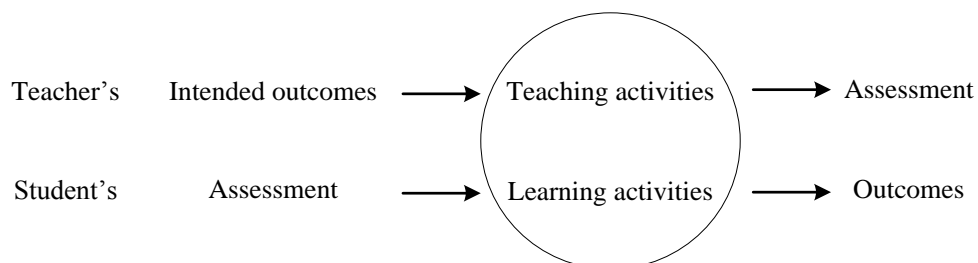 Teacher’s Intended outcomes Teaching activities Assessment
Student’s Assessment Learning activities Outcomes